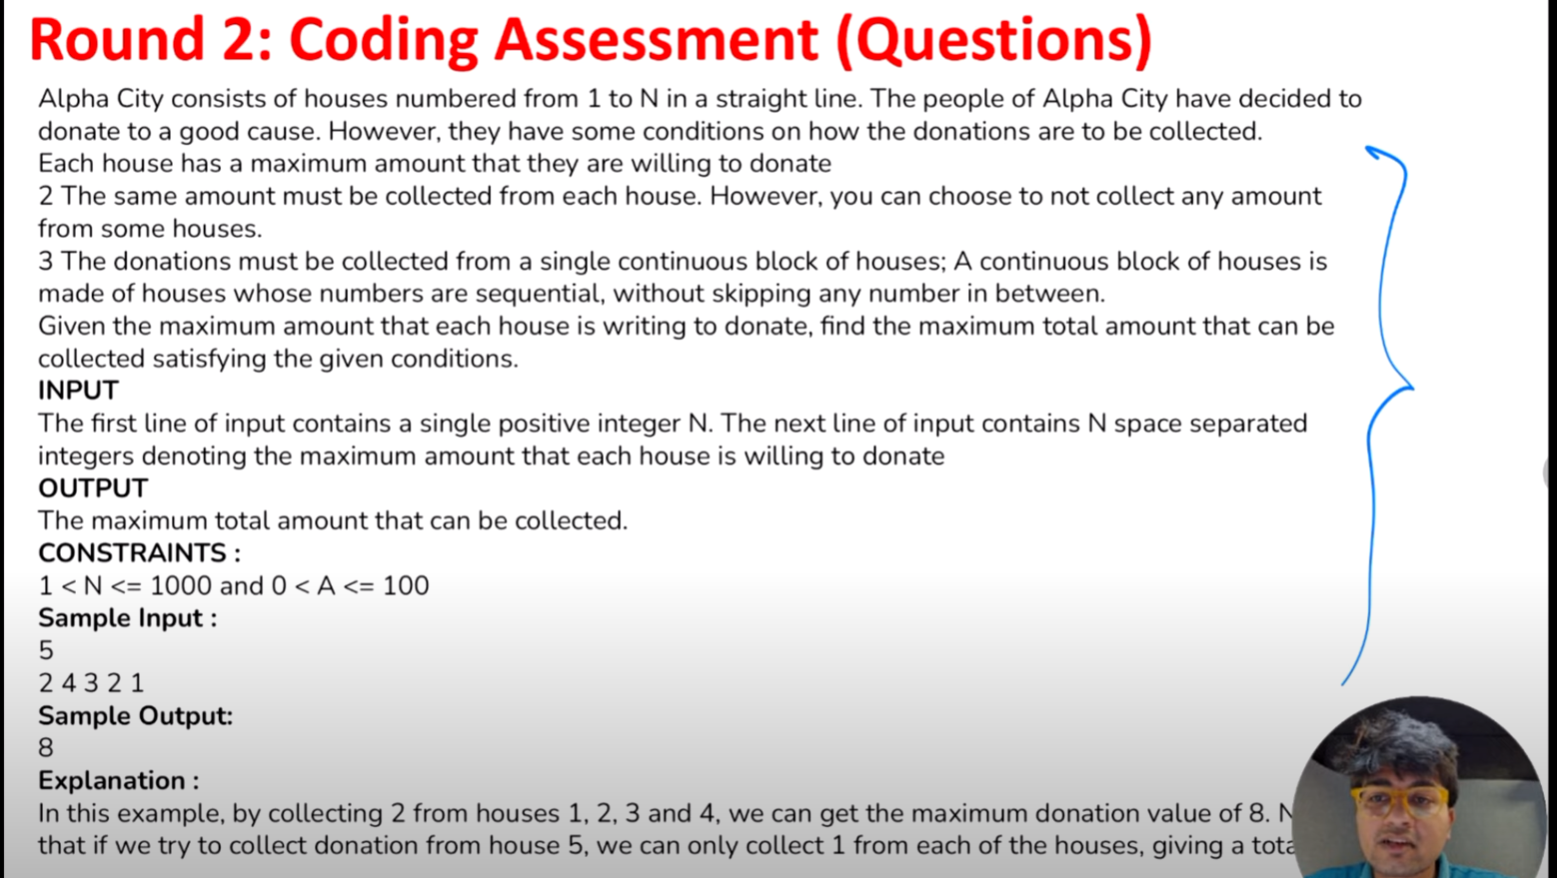 Round 2: Coding Assessment (Questions)
Alpha City consists of houses numbered from 1 to N in a straight line. The people of Alpha City have decided to
donate to a good cause. However, they have some conditions on how the donations are to be collected.
Each house has a maximum amount that they are willing to donate
2 The same amount must be collected from each house. However, you can choose to not collect any amount
from some houses.
3 The donations must be collected from a single continuous block of houses; A continuous block of houses is
made of houses whose numbers are sequential, without skipping any number in between.
Given the maximum amount that each house is writing to donate, find the maximum total amount that can be
collected satisfying the given conditions.
INPUT
The first line of input contains a single positive integer N. The next line of input contains N space separated
integers denoting the maximum amount that each house is willing to donate
OUTPUT
The maximum total amount that can be collected.
CONSTRAINTS :
1 < N <= 1000 and 0 < A <= 100
Sample Input :
5
2 4 3 2 1
Sample Output:
8
Explanation :
In this example, by collecting 2 from houses 1, 2, 3 and 4, we can get the maximum donation value of 8.
that if we try to collect donation from house 5, we can only collect 1 from each of the houses, giving a